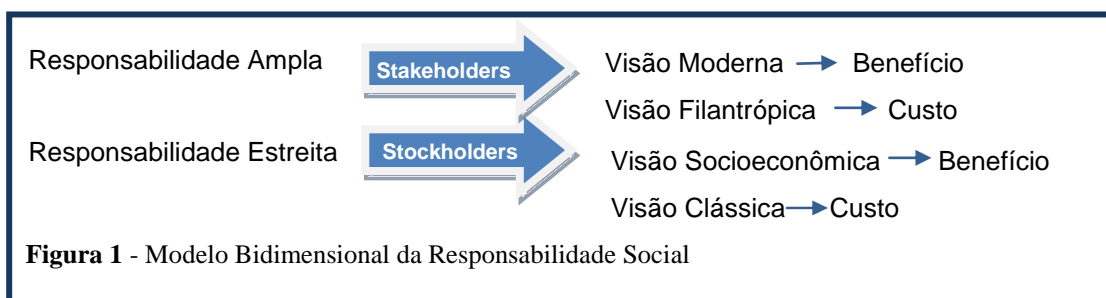 Responsabilidade Ampla
Stakeholders
Visão Moderna
Benefício
Visão Filantrópica
Custo
Responsabilidade Estreita
Stockholders
Visão Socioeconômica
Benefício
Visão Clássica
Custo
Figura 1 - Modelo Bidimensional da Responsabilidade Social